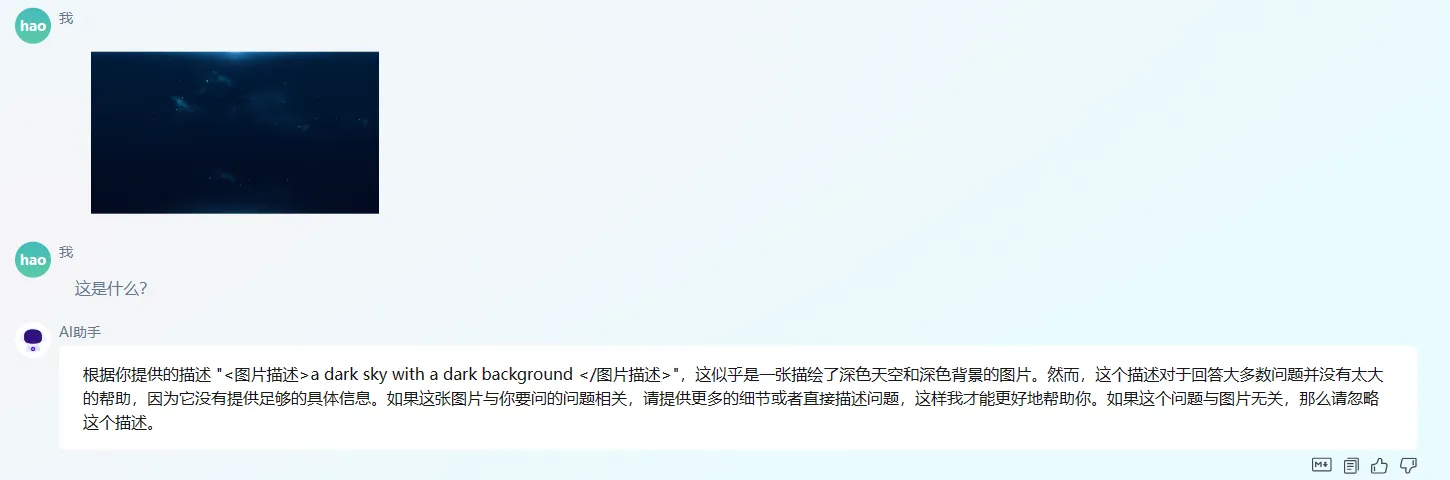 hao 我
hao 我
这是什么?
AI助手
根据你提供的描述 "<图片描述>a dark sky with a dark background </图片描述>"，这似乎是一张描绘了深色天空和深色背景的图片。然而，这个描述对于回答大多数问题并没有太大
的帮助，因为它没有提供足够的具体信息。如果这张图片与你要问的问题相关，请提供更多的细节或者直接描述问题，这样我才能更好地帮助你。如果这个问题与图片无关，那么请忽略
这个描述。
M